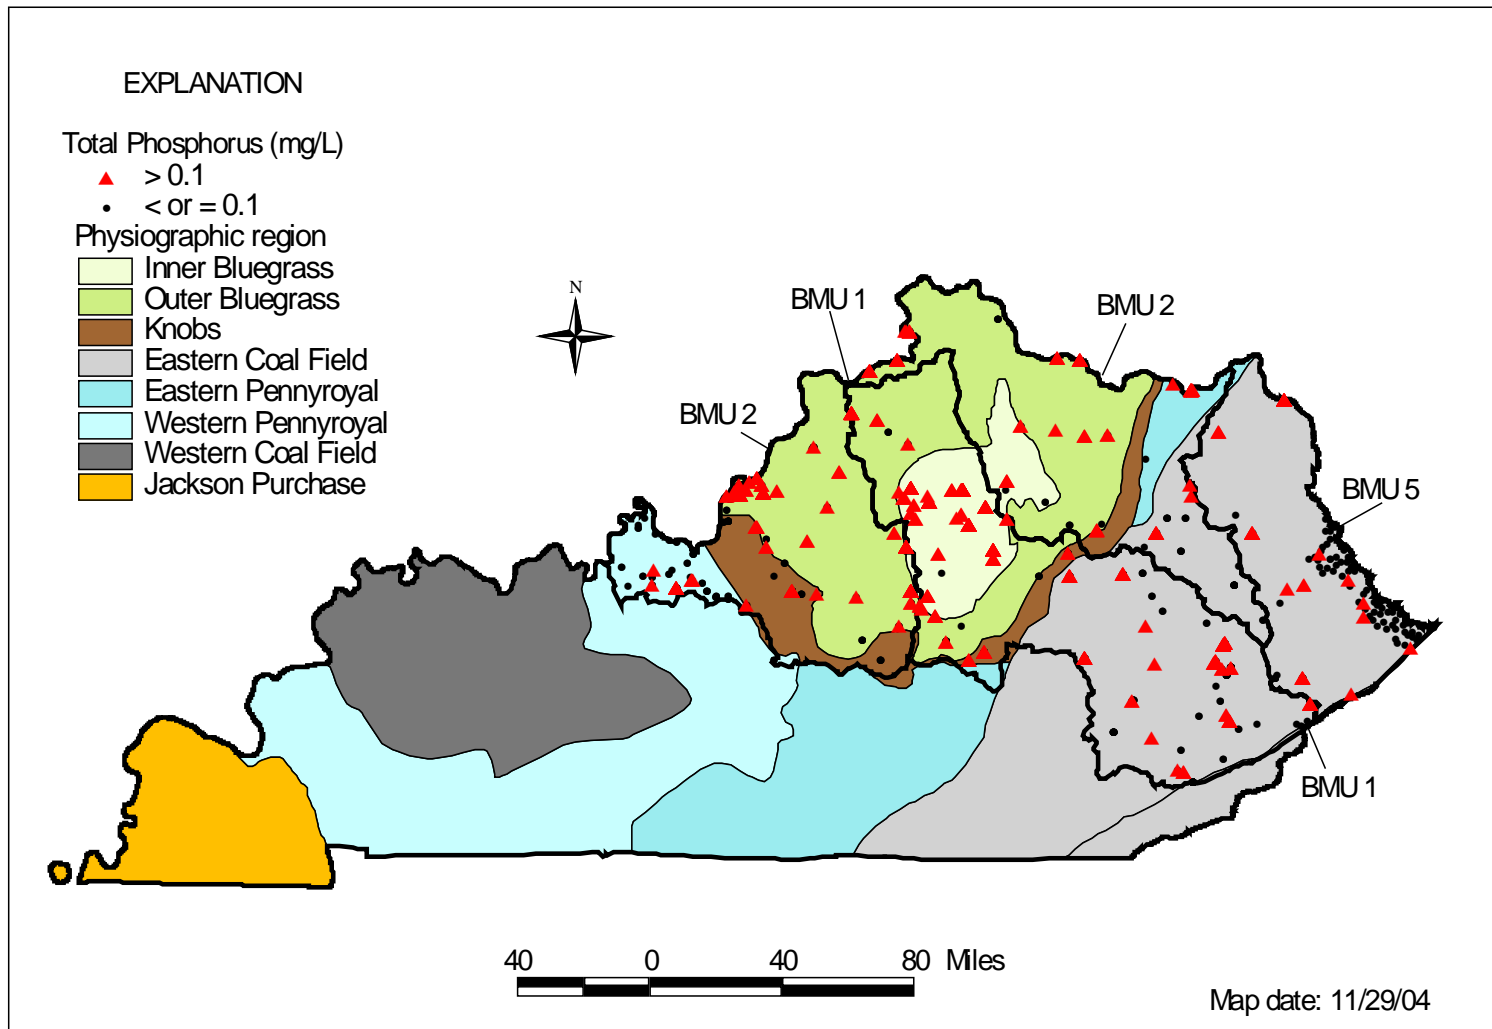 EXPLANATION
Total Phosphorus (mg/L)
> 0.1
< or = 0.1
Physiographic region
Inner Bluegrass
Outer Bluegrass
Knobs
Eastern Coal Field
Eastern Pennyroyal
Western Pennyroyal
Western Coal Field
Jackson Purchase
N
BMU 1
BMU 2
BMU 2
BMU 5
BMU 1
40 0 40 80 Miles
Map date: 11/29/04